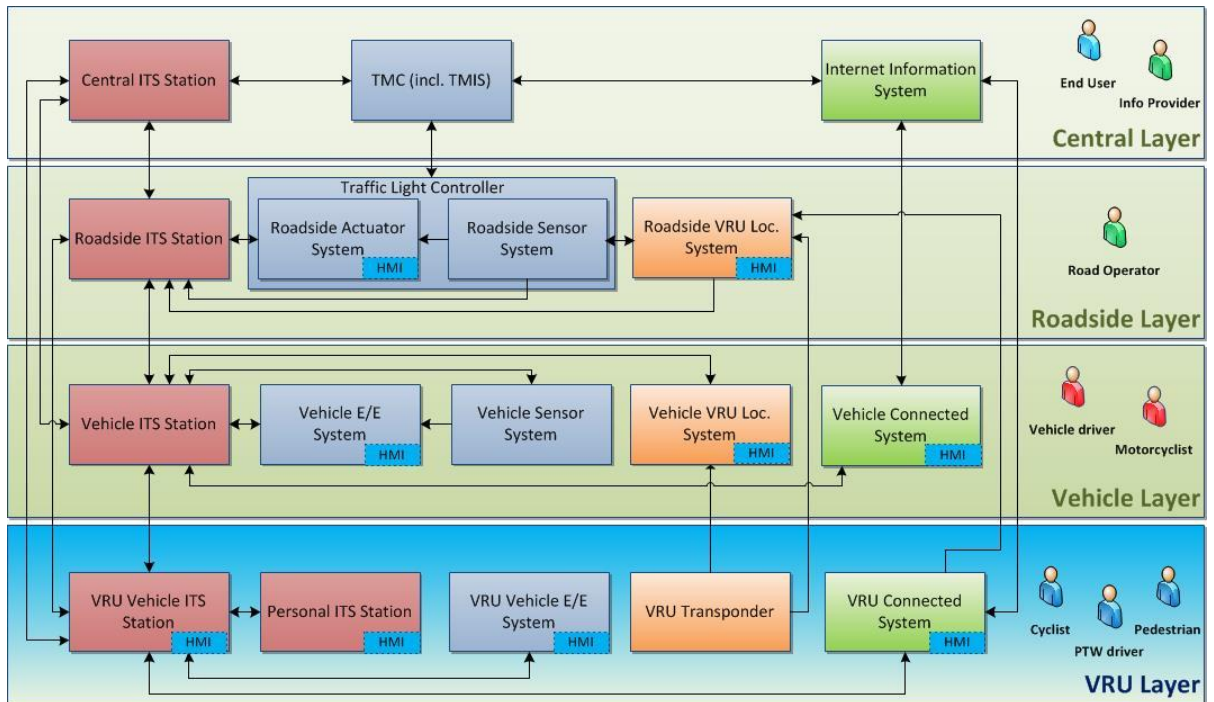 Central ITS Station
TMC (incl. TMIS)
Internet Information
System
End User
Info Provider
Central Layer
Traffic Light Controller
Roadside ITS Station
Roadside Actuator
System
HMI
Roadside Sensor
System
Roadside VRU Loc.
System
HMI
Road Operator
Roadside Layer
Vehicle ITS Station
Vehicle E/E
System
HMI
Vehicle Sensor
System
Vehicle VRU Loc.
System
HMI
Vehicle Connected
System
HMI
Vehicle driver
Motorcyclist
Vehicle Layer
VRU Vehicle ITS
Station
HMI
Personal ITS Station
HMI
VRU Vehicle E/E
System
HMI
VRU Transponder
VRU Connected
System
HMI
Cyclist
Pedestrian
PTW driver
VRU Layer